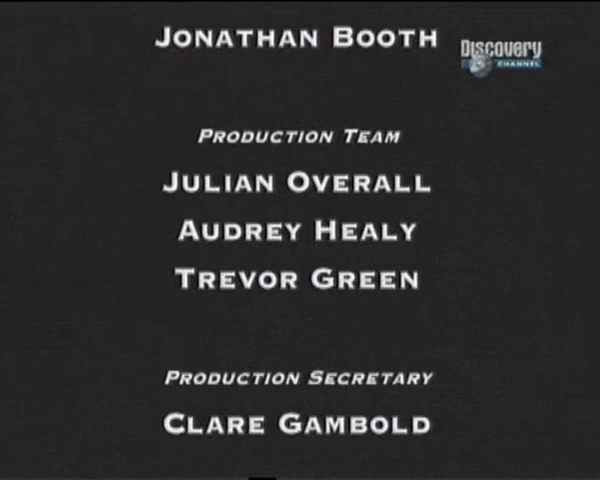 JONATHAN BOOTH
Discovery
CHANNEL
PRODUCTION TEAM
JULIAN OVERALL
AUDREY HEALY
TREVOR GREEN
PRODUCTION SECRETARY
CLARE GAMBOLD